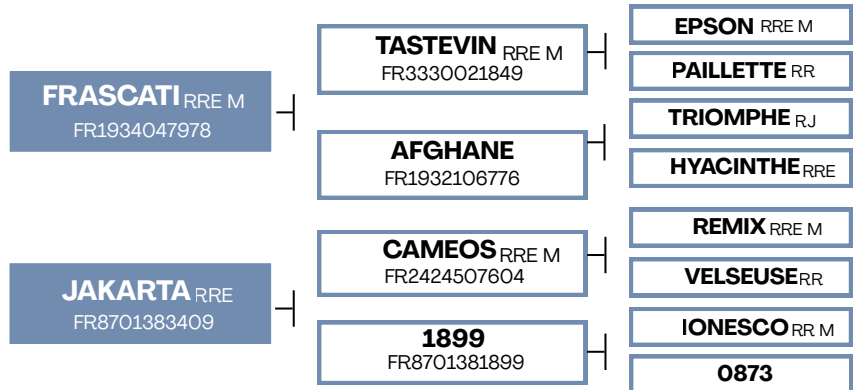 FRASCATI RRE M
FR1934047978
TASTEVIN RRE M
FR3330021849
EPSON RRE M
PAILLETTE RR
AFGHANE
FR1932106776
TRIOMPHE RJ
HYACINTHE RRE
JAKARTA RRE
FR8701383409
CAMEOS RRE M
FR2424507604
REMIX RRE M
VELSEUSE RR
1899
FR8701381899
IONESCO RR M
0873